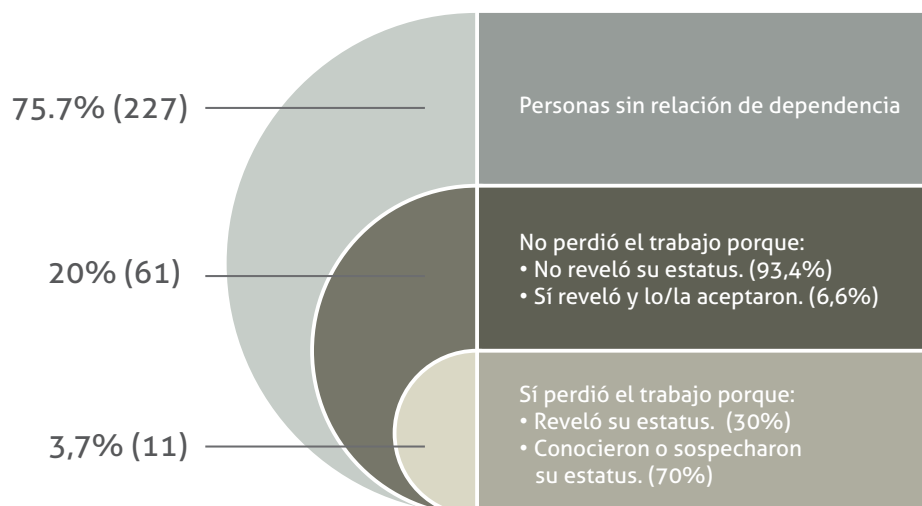 75.7% (227)
Personas sin relación de dependencia
20% (61)
No perdió el trabajo porque:
• No reveló su estatus. (93,4%)
• Sí reveló y lo/la aceptaron. (6,6%)
3,7% (11)
Sí perdió el trabajo porque:
• Reveló su estatus. (30%)
• Conocieron o sospecharon
su estatus. (70%)